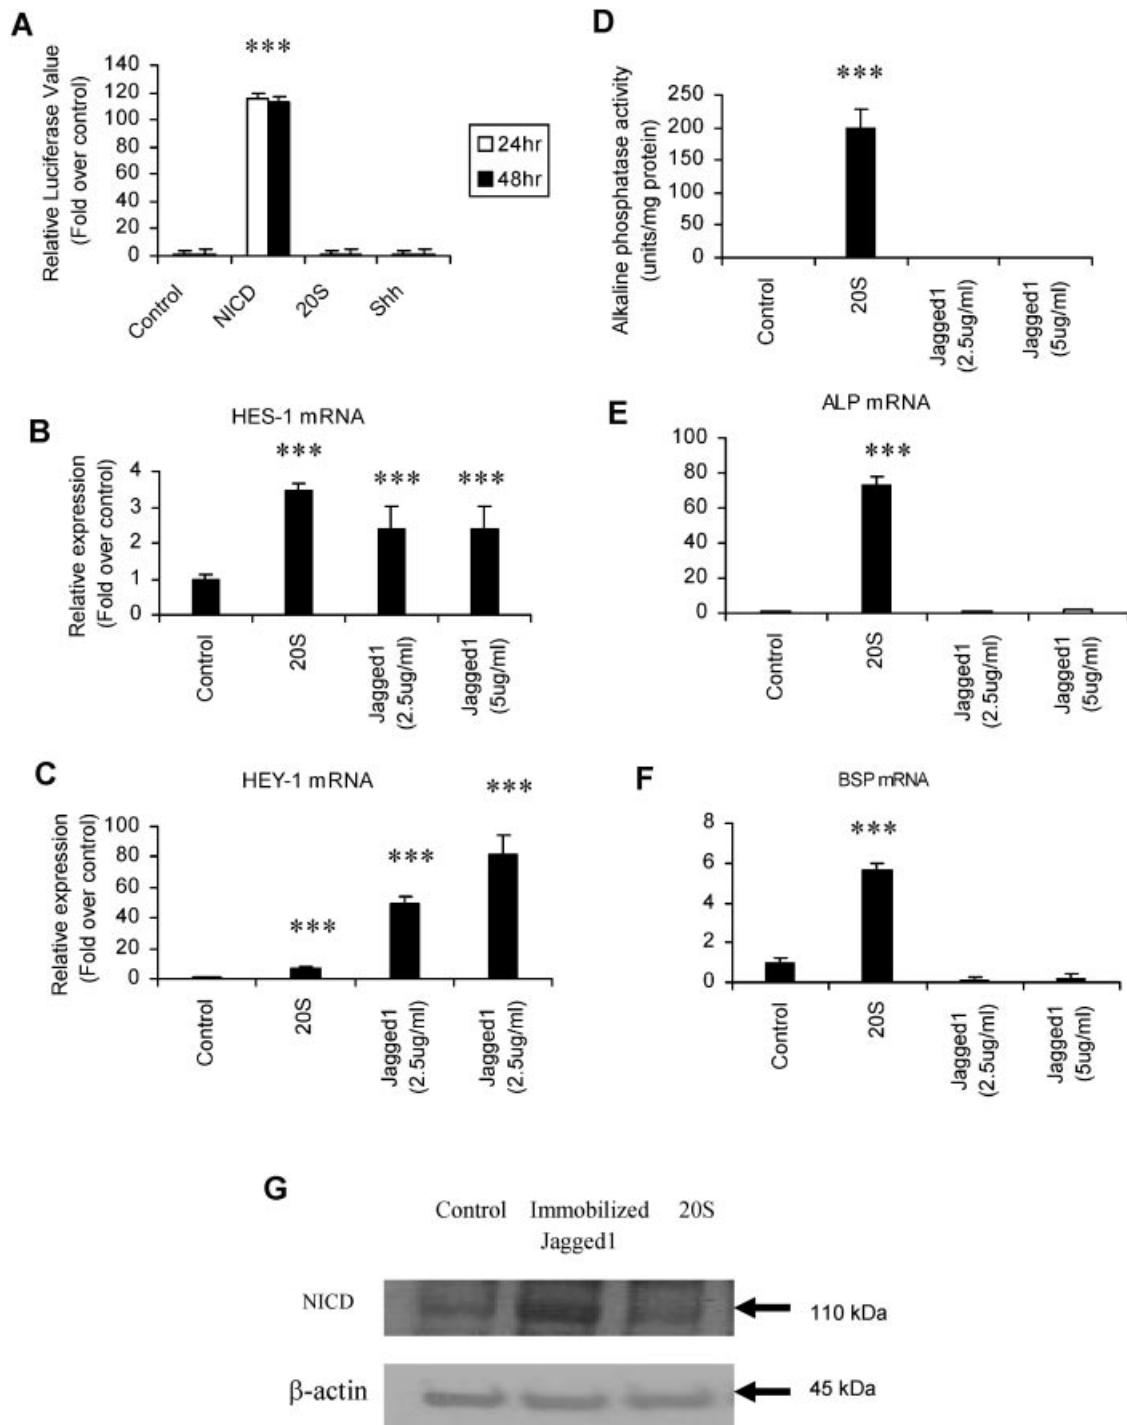 A
***
Relative Luciferase Value
(Fold over control)
140
120
100
80
60
40
20
0
Control
NICD
20S
Shh
24hr
48hr
D
***
Alkaline phosphatase activity
(units/mg protein)
250
200
150
100
50
0
Control
20S
Jagged1
(2.5ug/ml)
Jagged1
(5ug/ml)
B
HES-1 mRNA
***
***
***
Relative expression
(Fold over control)
4
3
2
1
0
Control
20S
Jagged1
(2.5ug/ml)
Jagged1
(5ug/ml)
E
ALP mRNA
***
100
80
60
40
20
0
Control
20S
Jagged1
(2.5ug/ml)
Jagged1
(5ug/ml)
C
HEY-1 mRNA
***
***
***
Relative expression
(Fold over control)
100
80
60
40
20
0
Control
20S
Jagged1
(2.5ug/ml)
Jagged1
(2.5ug/ml)
F
BSP mRNA
***
8
6
4
2
0
Control
20S
Jagged1
(2.5ug/ml)
Jagged1
(5ug/ml)
G
Control Immobilized 20S
Jagged1
NICD
110 kDa
β-actin
45 kDa